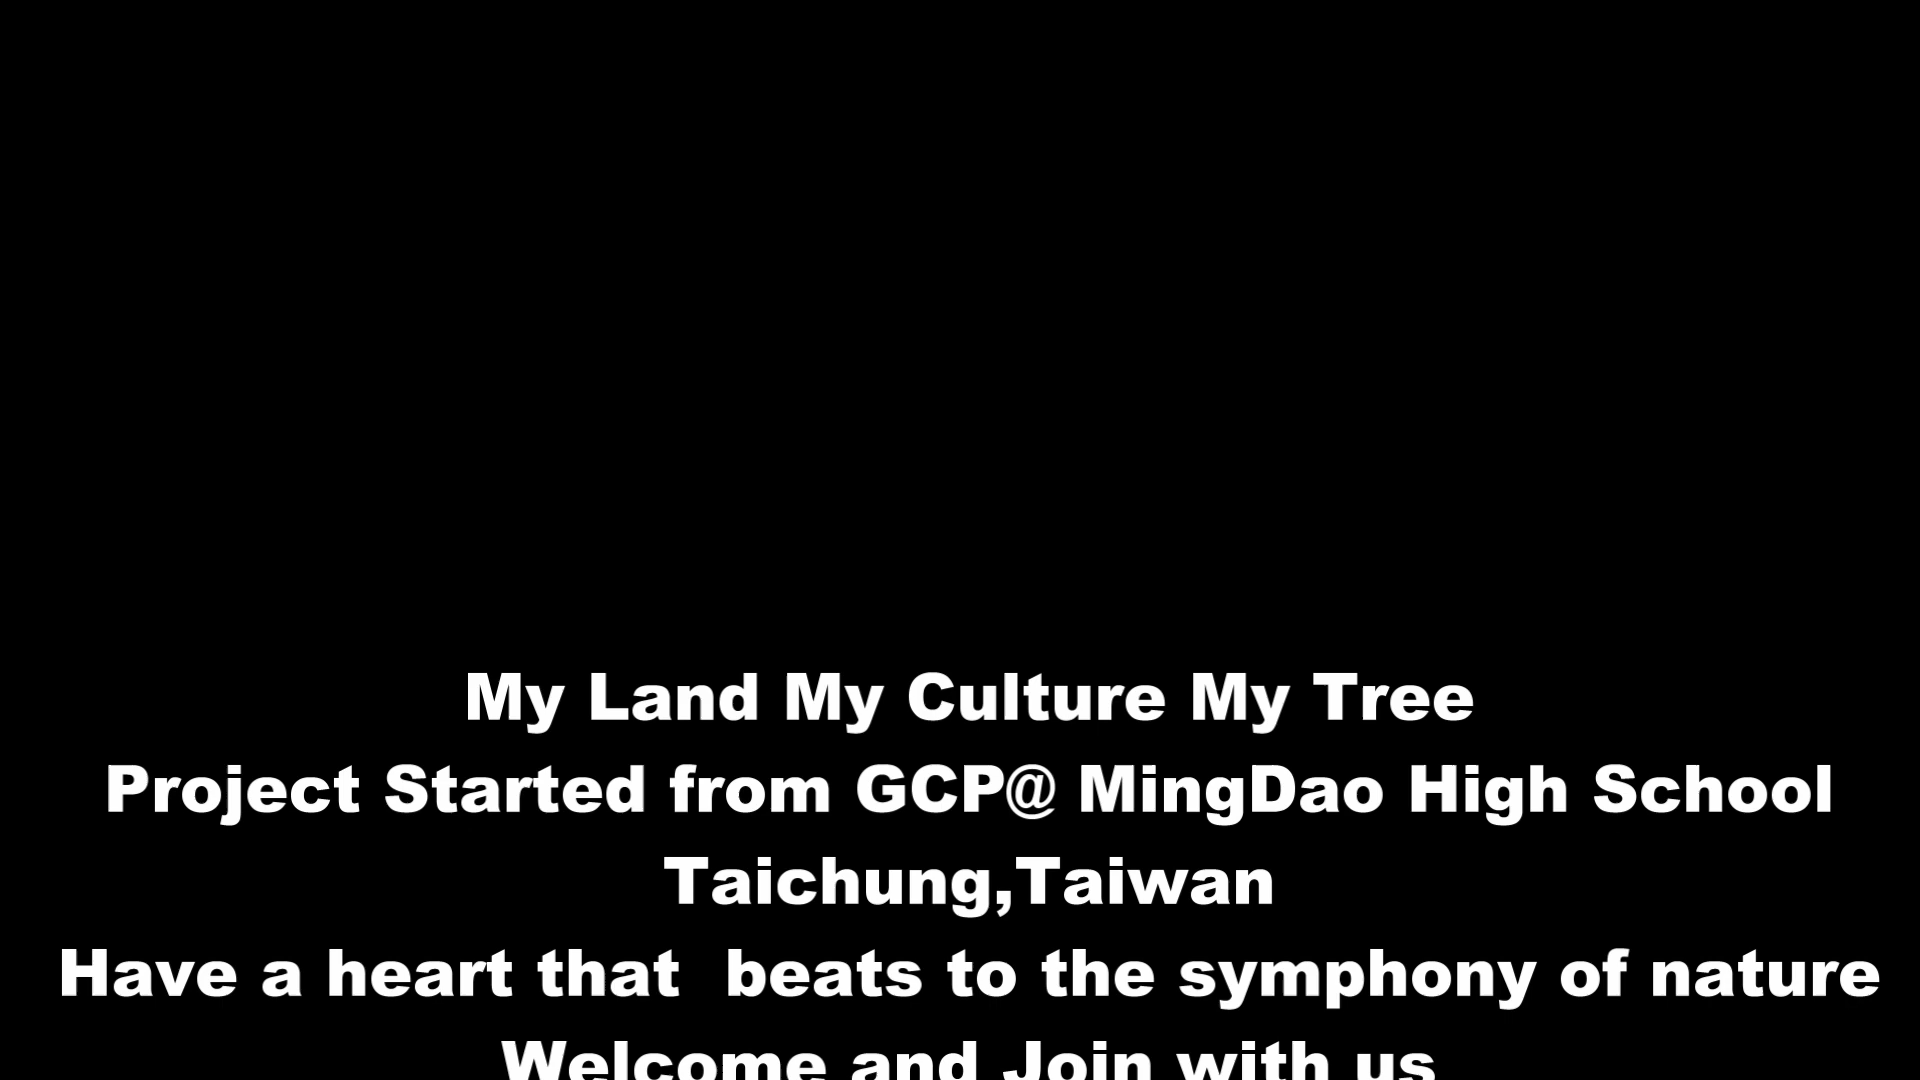 My Land My Culture My Tree
Project Started from GCP@ MingDao High School
Taichung,Taiwan
Have a heart that  beats to the symphony of nature
Welcome and Join with us